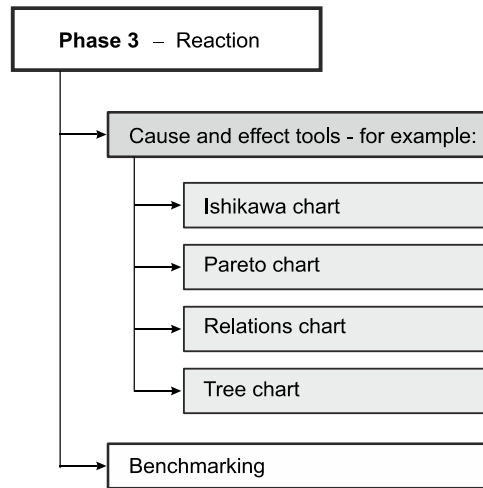 Phase 3 – Reaction
Cause and effect tools - for example:
Ishikawa chart
Pareto chart
Relations chart
Tree chart
Benchmarking